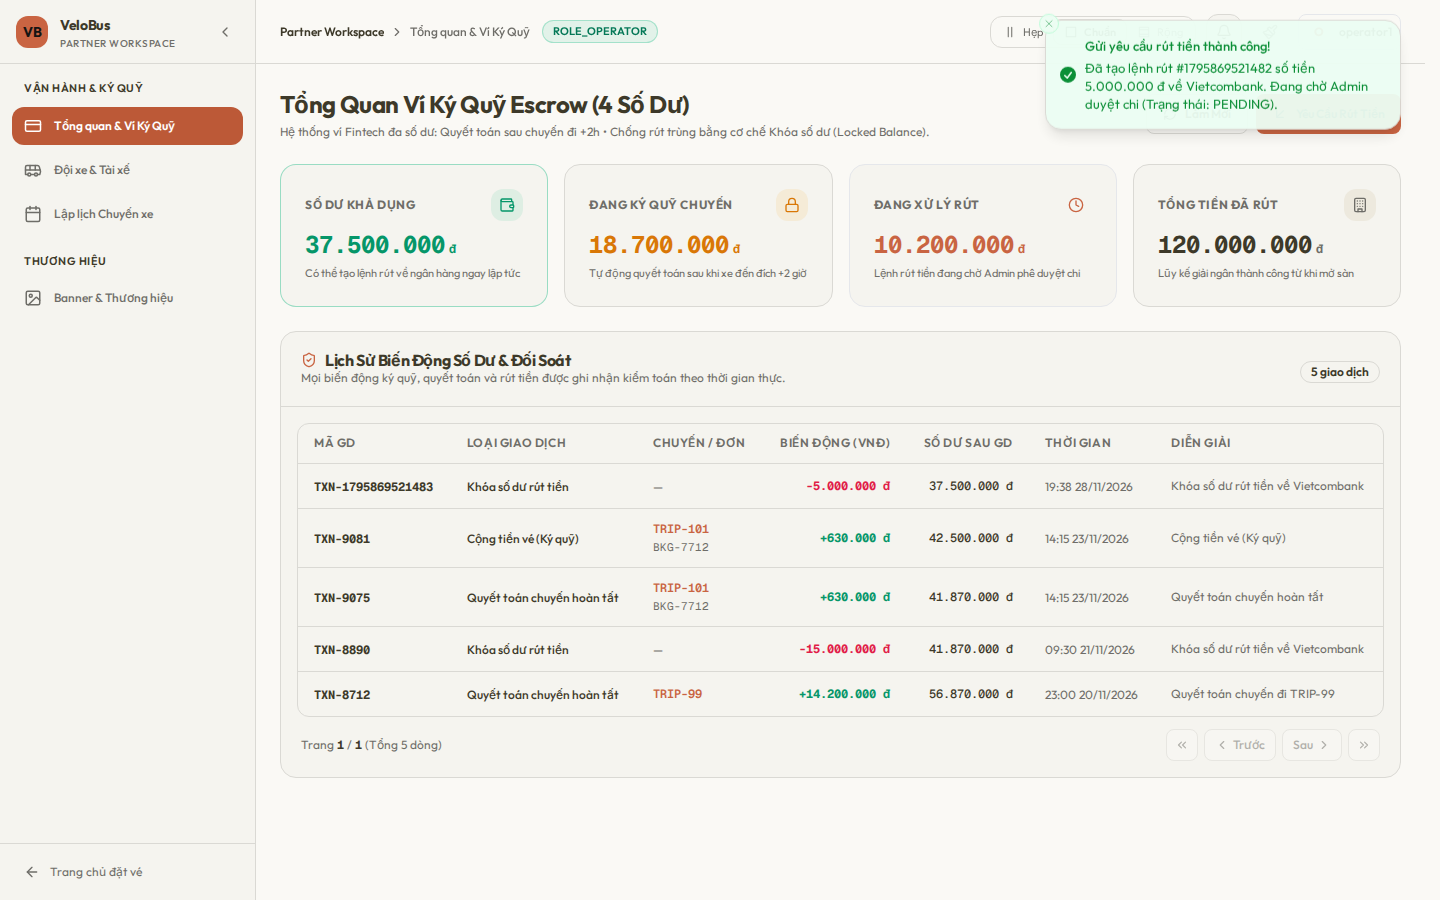 VB
VeloBus
PARTNER WORKSPACE
VẬN HÀNH & KÝ QUỸ
Tổng quan & Ví Ký Quỹ
Đội xe & Tài xế
Lập lịch Chuyến xe
THƯƠNG HIỆU
Banner & Thương hiệu
Trang chủ đặt vé
Partner Workspace > Tổng quan & Ví Ký Quỹ ROLE_OPERATOR
Hẹp
Gửi yêu cầu rút tiền thành công!
Đã tạo lệnh rút #1795869521482 số tiền
5.000.000 đ về Vietcombank. Đang chờ Admin
duyệt chi (Trạng thái: PENDING).
Tổng Quan Ví Ký Quỹ Escrow (4 Số Dư)
Hệ thống ví Fintech đa số dư: Quyết toán sau chuyến đi +2h • Chống rút trùng bằng cơ chế Khóa số dư (Locked Balance).
SỐ DƯ KHẢ DỤNG
37.500.000 đ
Có thể tạo lệnh rút về ngân hàng ngay lập tức
ĐANG KÝ QUỸ CHUYẾN
18.700.000 đ
Tự động quyết toán sau khi xe đến đích +2 giờ
ĐANG XỬ LÝ RÚT
10.200.000 đ
Lệnh rút tiền đang chờ Admin phê duyệt chi
TỔNG TIỀN ĐÃ RÚT
120.000.000 đ
Lũy kế giải ngân thành công từ khi mở sàn
Lịch Sử Biến Động Số Dư & Đối Soát
Mọi biến động ký quỹ, quyết toán và rút tiền được ghi nhận kiểm toán theo thời gian thực.
5 giao dịch
MÃ GD LOẠI GIAO DỊCH CHUYẾN / ĐƠN BIẾN ĐỘNG (VNĐ) SỐ DƯ SAU GD THỜI GIAN DIỄN GIẢI
TXN-1795869521483 Khóa số dư rút tiền — -5.000.000 đ 37.500.000 đ 19:38 28/11/2026 Khóa số dư rút tiền về Vietcombank
TXN-9081 Cộng tiền vé (Ký quỹ) TRIP-101 +630.000 đ 42.500.000 đ 14:15 23/11/2026 Cộng tiền vé (Ký quỹ)
BKG-7712
TXN-9075 Quyết toán chuyến hoàn tất TRIP-101 +630.000 đ 41.870.000 đ 14:15 23/11/2026 Quyết toán chuyến hoàn tất
BKG-7712
TXN-8890 Khóa số dư rút tiền — -15.000.000 đ 41.870.000 đ 09:30 21/11/2026 Khóa số dư rút tiền về Vietcombank
TXN-8712 Quyết toán chuyến hoàn tất TRIP-99 +14.200.000 đ 56.870.000 đ 23:00 20/11/2026 Quyết toán chuyến đi TRIP-99
Trang 1 / 1 (Tổng 5 dòng)
« ‹ Trước Sau › »